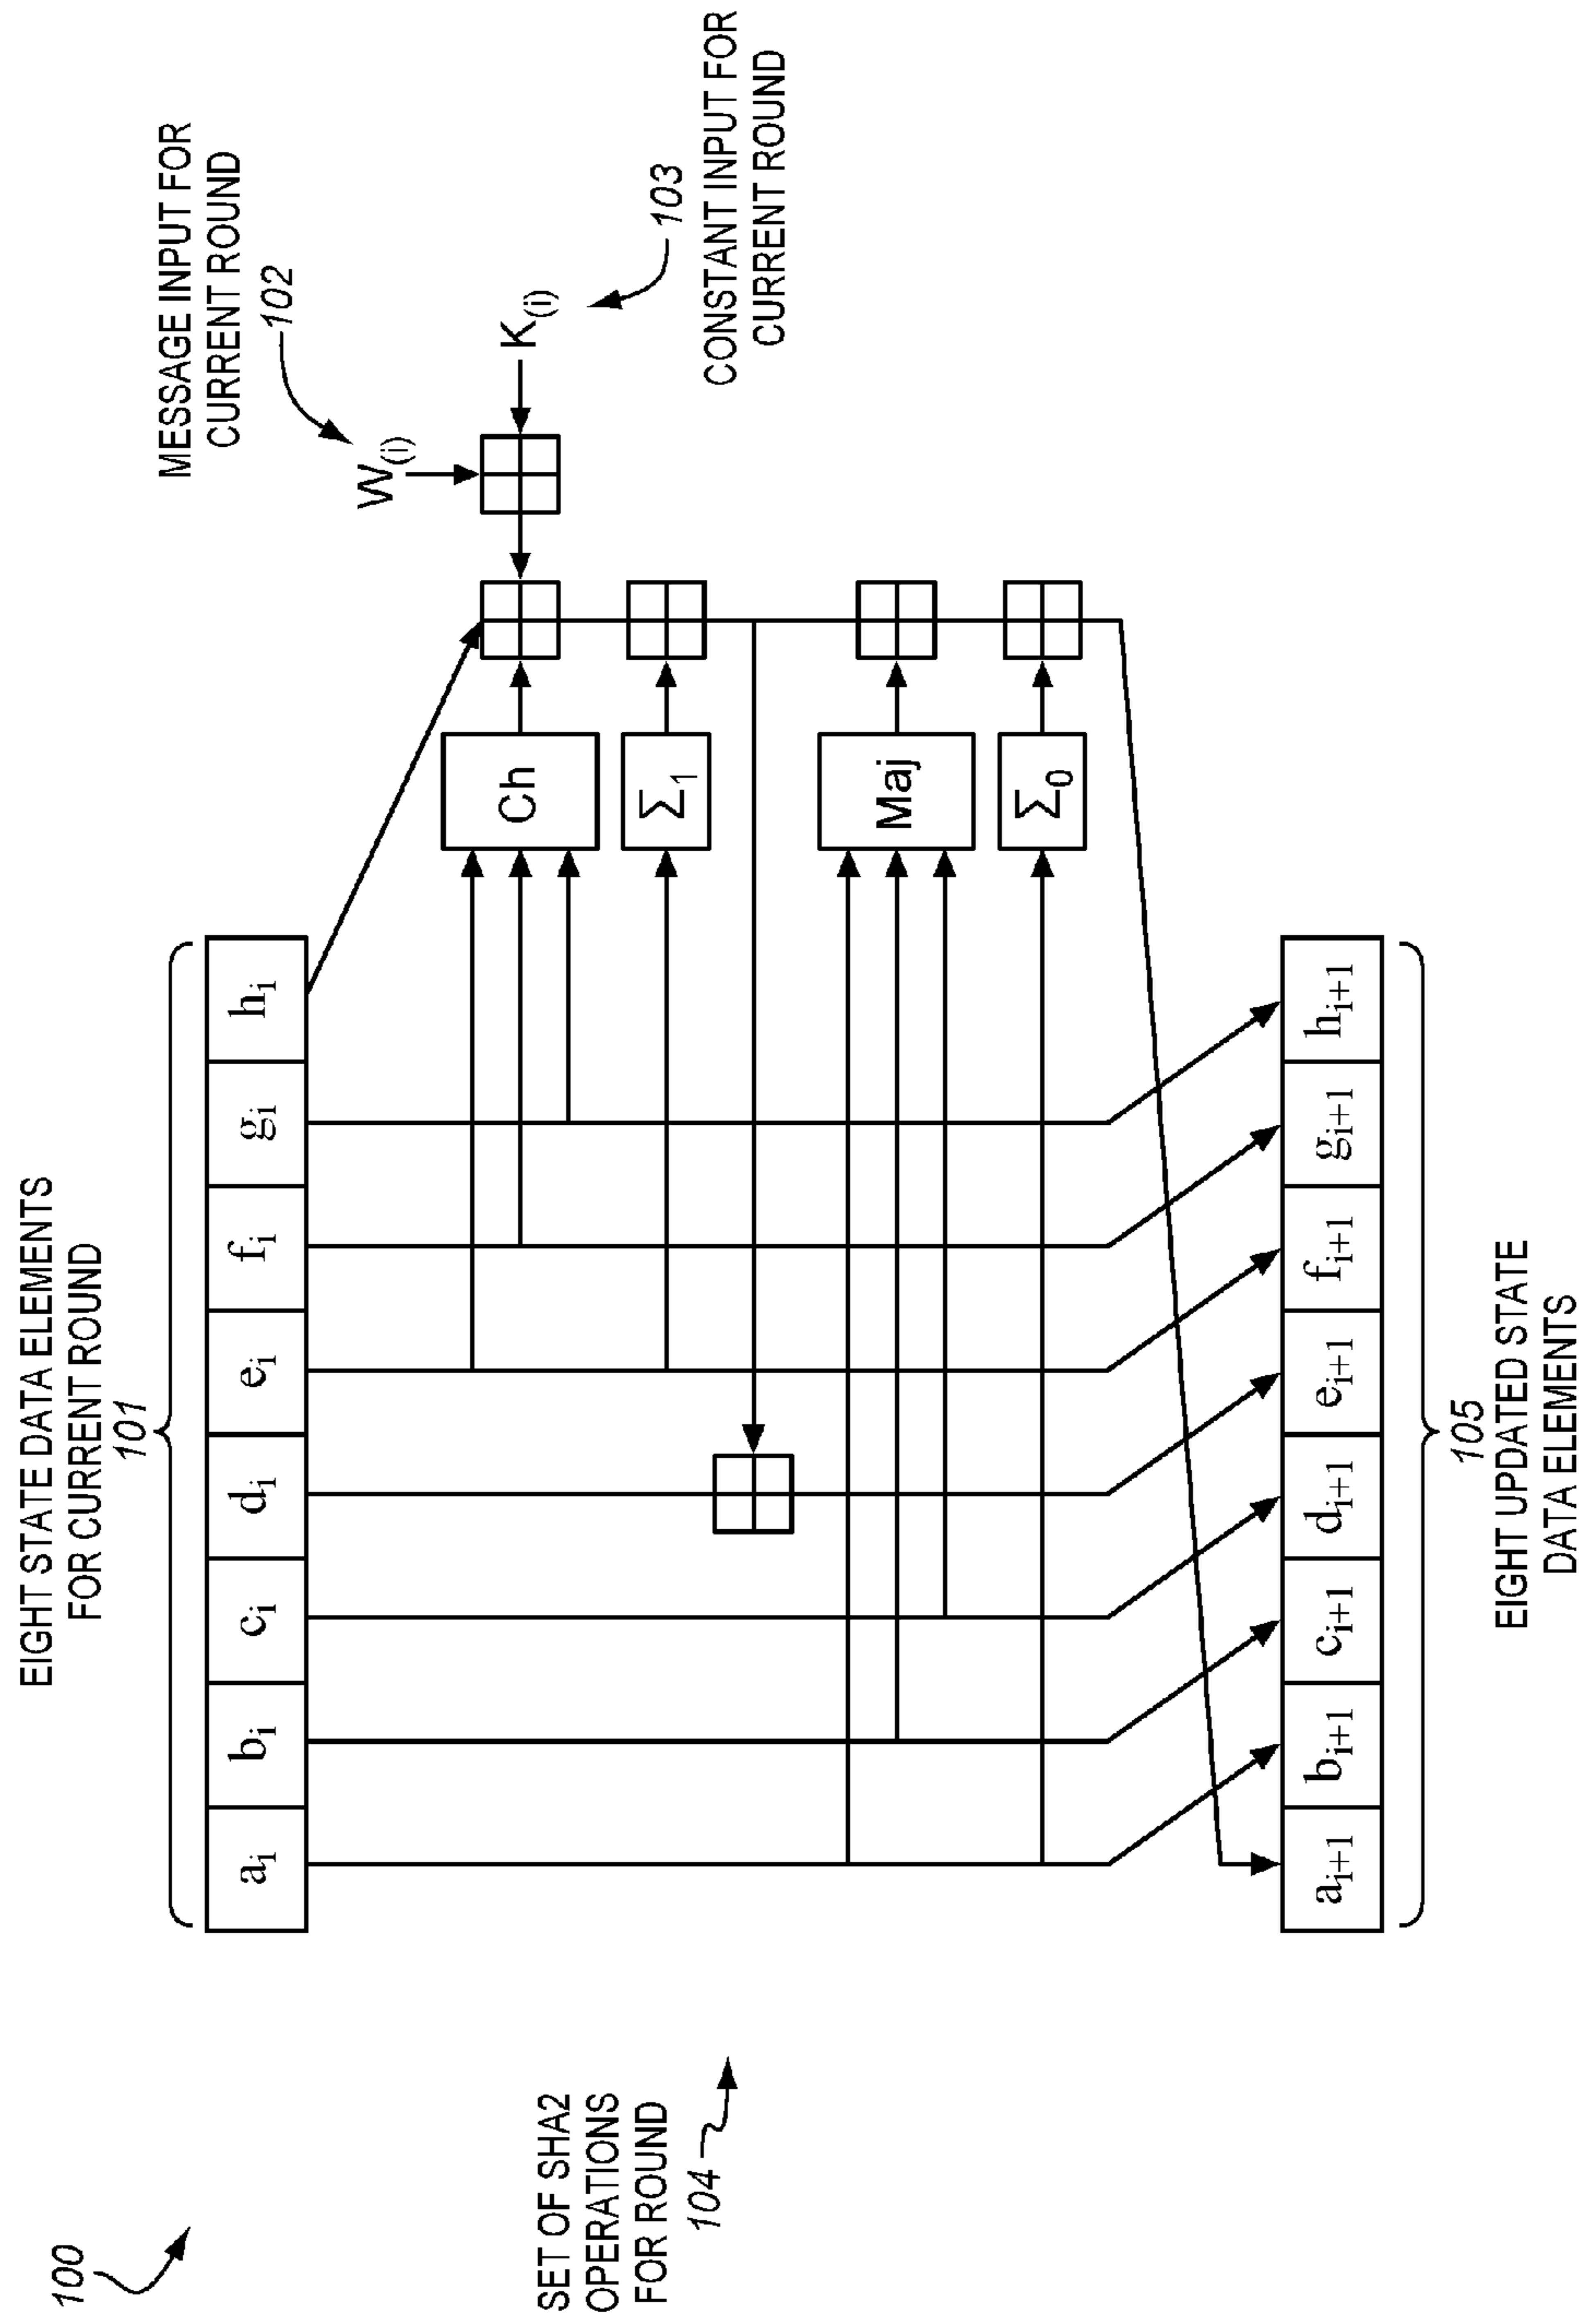 100
EIGHT STATE DATA ELEMENTS
FOR CURRENT ROUND
101
aᵢ bᵢ cᵢ dᵢ eᵢ fᵢ gᵢ hᵢ
MESSAGE INPUT FOR
CURRENT ROUND
102
W₍ᵢ₎
K₍ᵢ₎
103
CONSTANT INPUT FOR
CURRENT ROUND
Ch
Σ₁
Maj
Σ₀
SET OF SHA2
OPERATIONS
FOR ROUND
104
aᵢ₊₁ bᵢ₊₁ cᵢ₊₁ dᵢ₊₁ eᵢ₊₁ fᵢ₊₁ gᵢ₊₁ hᵢ₊₁
105
EIGHT UPDATED STATE
DATA ELEMENTS